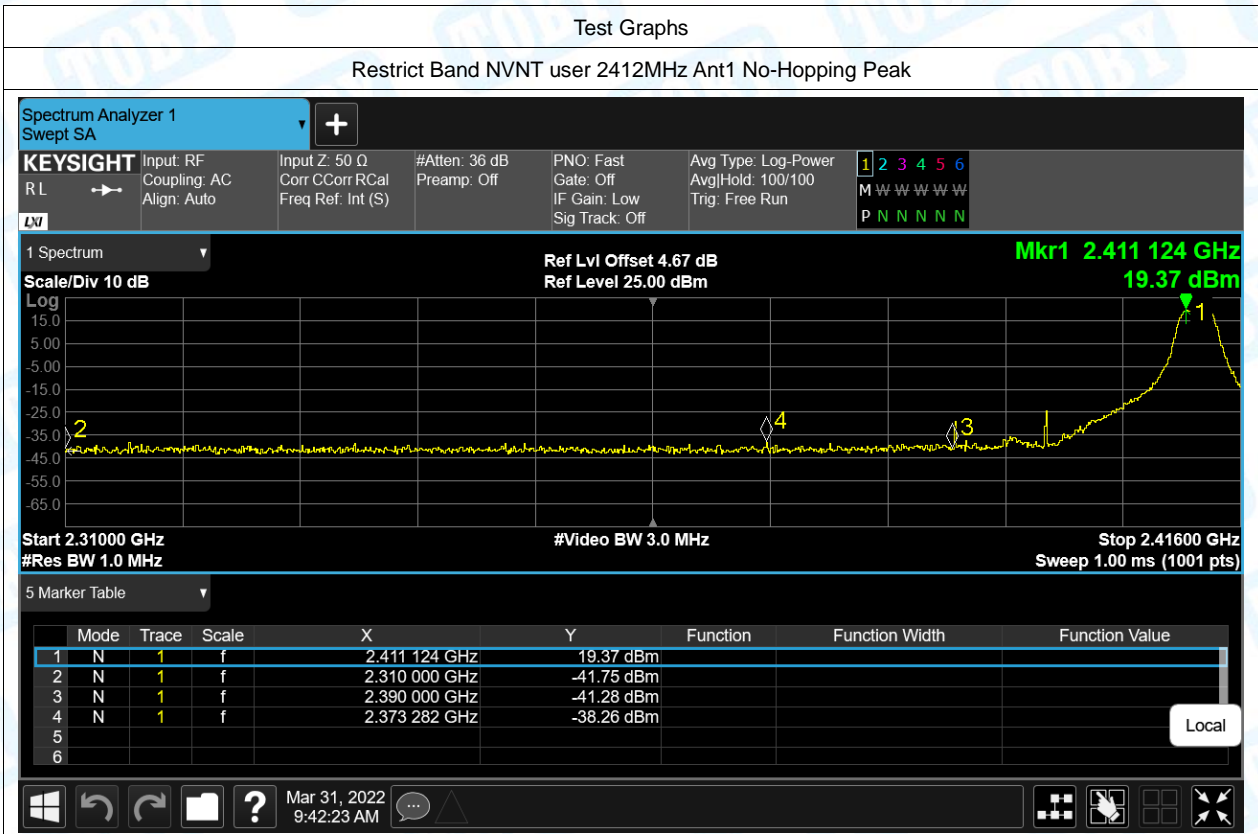 Test Graphs
Restrict Band NVNT user 2412MHz Ant1 No-Hopping Peak
Spectrum Analyzer 1
Swept SA
+
KEYSIGHT Input: RF Input Z: 50 Ω #Atten: 36 dB PNO: Fast Avg Type: Log-Power 1 2 3 4 5 6
RL Coupling: AC Corr CCorr RCal Preamp: Off Gate: Off Avg|Hold: 100/100 M W W W W W
Align: Auto Freq Ref: Int (S) IF Gain: Low Trig: Free Run
LXI Sig Track: Off P N N N N N
1 Spectrum Ref Lvl Offset 4.67 dB Mkr1 2.411 124 GHz
Scale/Div 10 dB Ref Level 25.00 dBm 19.37 dBm
Log
15.0 1
5.00
-5.00
-15.0
-25.0
-35.0 2 4 3
-45.0
-55.0
-65.0
Start 2.31000 GHz #Video BW 3.0 MHz Stop 2.41600 GHz
#Res BW 1.0 MHz Sweep 1.00 ms (1001 pts)
5 Marker Table
Mode Trace Scale X Y Function Function Width Function Value
1 N 1 f 2.411 124 GHz 19.37 dBm
2 N 1 f 2.310 000 GHz -41.75 dBm
3 N 1 f 2.390 000 GHz -41.28 dBm
4 N 1 f 2.373 282 GHz -38.26 dBm
5
6
Local
? Mar 31, 2022
9:42:23 AM
TOBY